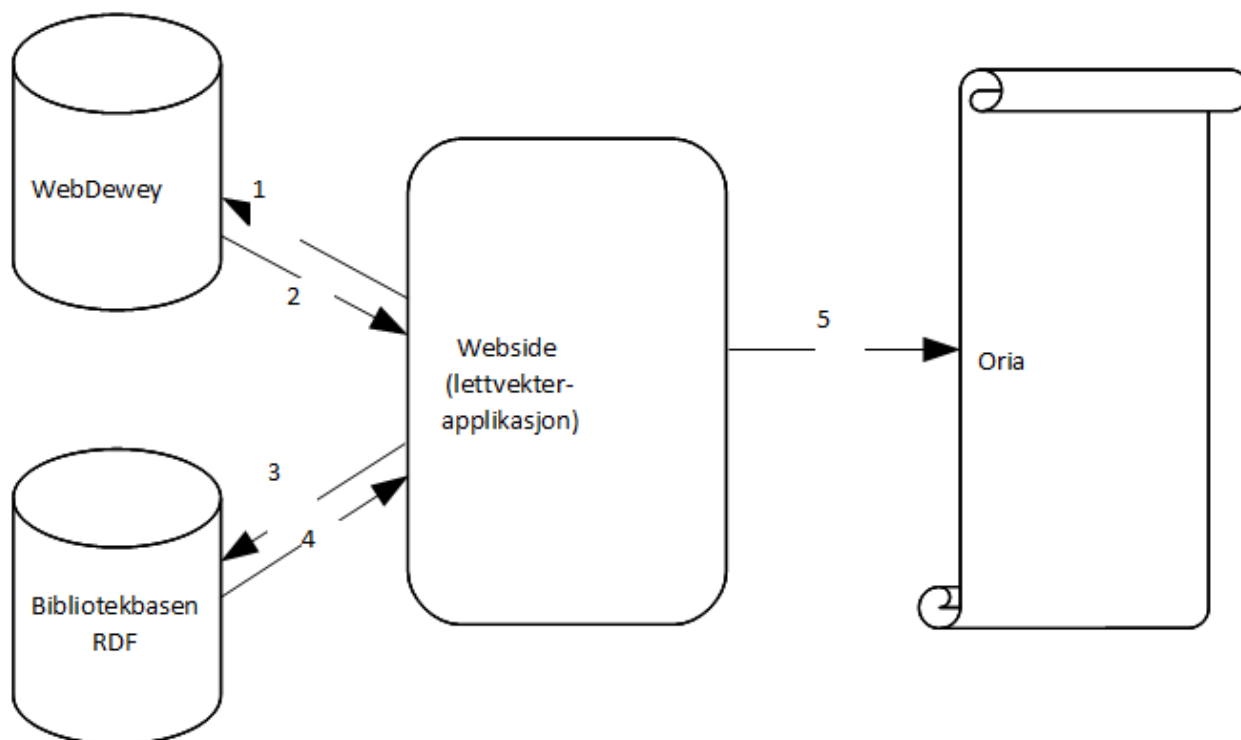 WebDewey
1
2
Webside
(lettvekter-
applikasjon)
5
Oria
3
4
Bibliotekbasen
RDF